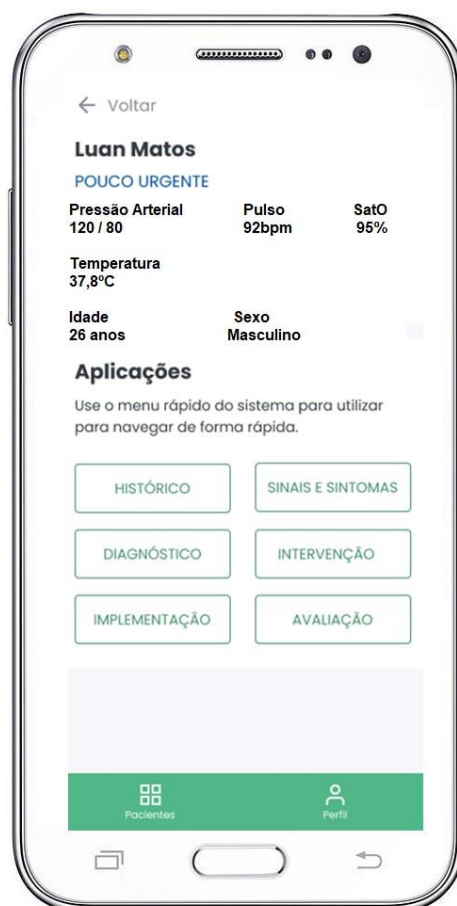 ← Voltar
Luan Matos
POUCO URGENTE
Pressão Arterial Pulso SatO
120 / 80 92bpm 95%
Temperatura
37,8ºC
Idade Sexo
26 anos Masculino
Aplicações
Use o menu rápido do sistema para utilizar
para navegar de forma rápida.
HISTÓRICO SINAIS E SINTOMAS
DIAGNÓSTICO INTERVENÇÃO
IMPLEMENTAÇÃO AVALIAÇÃO
Pacientes Perfil